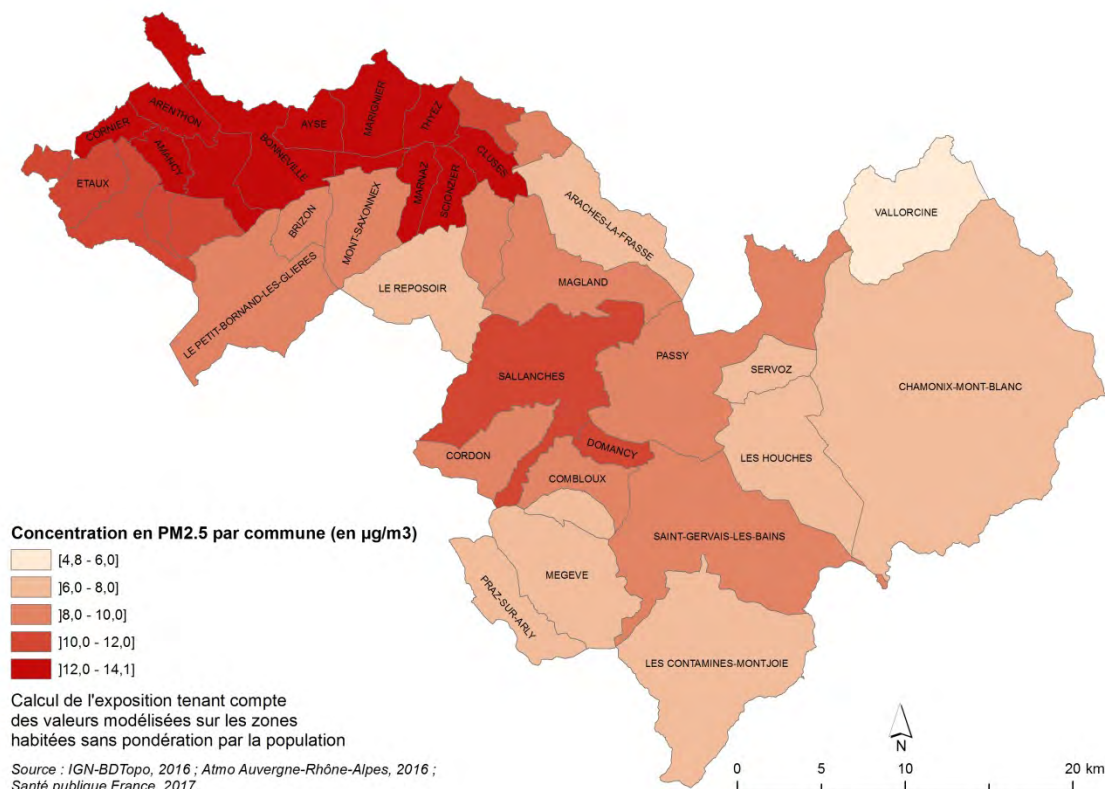 CORNIER
ARENTHON
AMANCY
ETAUX
BONNEVILLE
AYSE
MARIGNIER
THYEZ
CLUSES
MARNAZ
SCIONZIER
BRIZON
MONT-SAXONNEX
LE PETIT-BORNAND-LES-GLIERES
LE REPOSOIR
ARACHES-LA-FRASSE
MAGLAND
VALLORCINE
PASSY
SERVOZ
CHAMONIX-MONT-BLANC
SALLANCHES
DOMANCY
CORDON
COMBLOUX
LES HOUCHES
SAINT-GERVAIS-LES-BAINS
MEGEVE
PRAZ-SUR-ARLY
LES CONTAMINES-MONTJOIE
Concentration en PM2.5 par commune (en µg/m3)
]4,8 - 6,0]
]6,0 - 8,0]
]8,0 - 10,0]
]10,0 - 12,0]
]12,0 - 14,1]
Calcul de l'exposition tenant compte
des valeurs modélisées sur les zones
habitées sans pondération par la population
Source : IGN-BDTopo, 2016 ; Atmo Auvergne-Rhône-Alpes, 2016 ;
Santé publique France, 2017
N
0 5 10 20 km